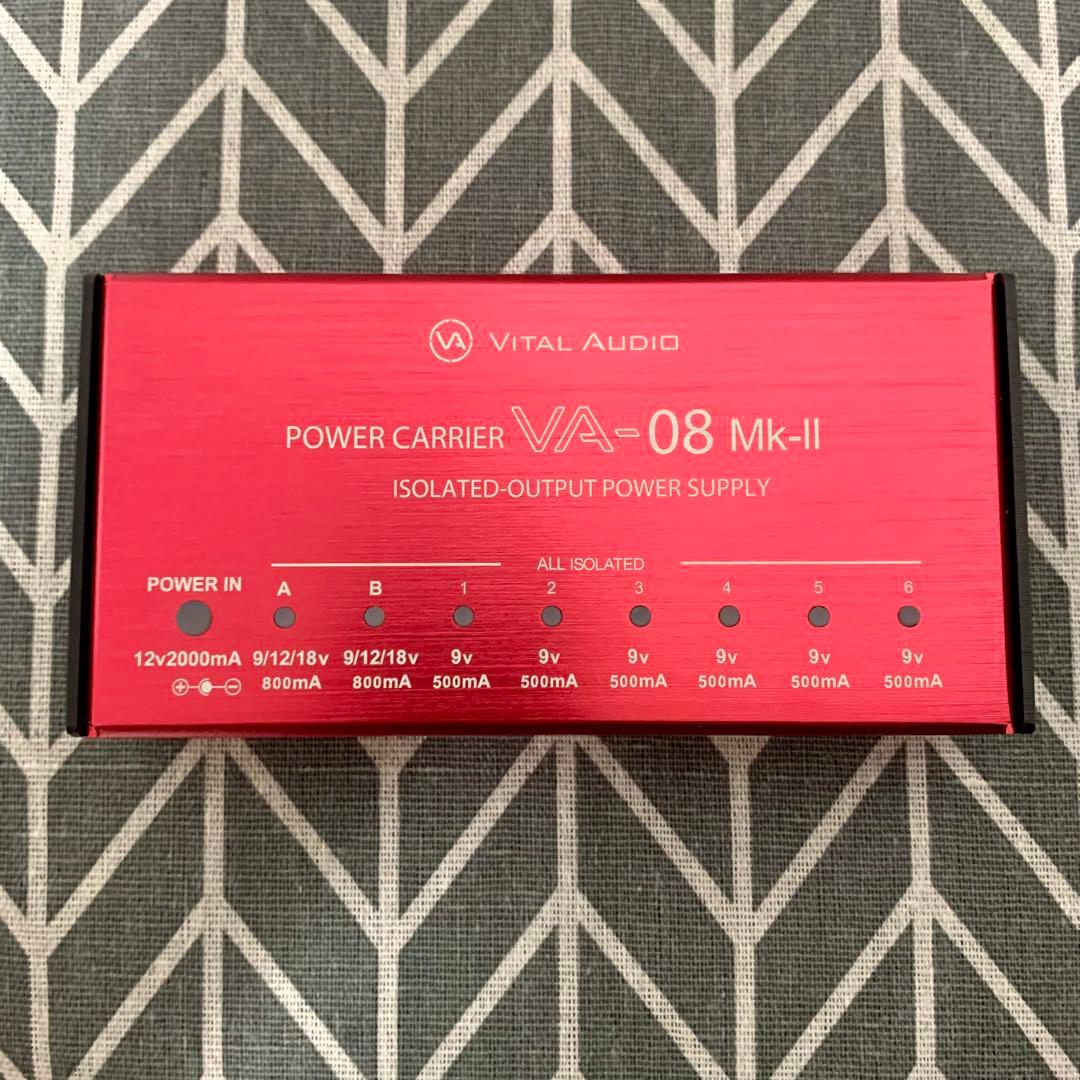 VA VITAL AUDIO
POWER CARRIER VA-08 Mk-II
ISOLATED-OUTPUT POWER SUPPLY
ALL ISOLATED
POWER IN A B 1 2 3 4 5 6
12v2000mA 9/12/18v 9/12/18v 9v 9v 9v 9v 9v 9v
+ - 800mA 800mA 500mA 500mA 500mA 500mA 500mA 500mA